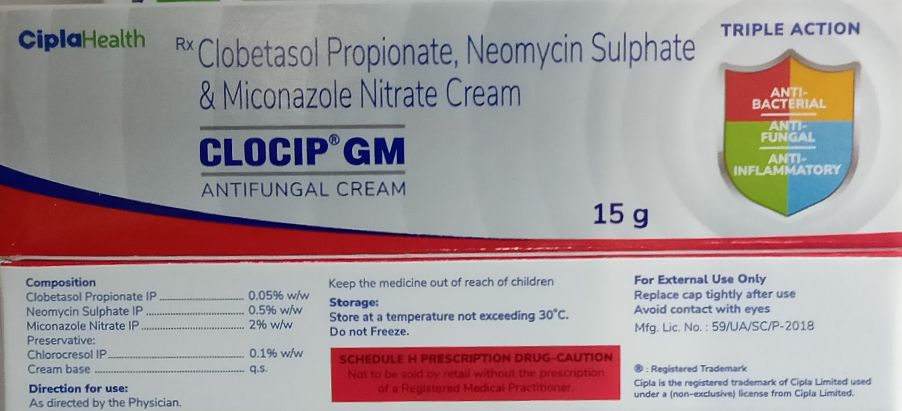 CiplaHealth
Rx Clobetasol Propionate, Neomycin Sulphate
& Miconazole Nitrate Cream
CLOCIP® GM
ANTIFUNGAL CREAM
15 g
TRIPLE ACTION
ANTI-
BACTERIAL
ANTI-
FUNGAL
ANTI-
INFLAMMATORY
Composition
Clobetasol Propionate IP ........................ 0.05% w/w
Neomycin Sulphate IP ........................ 0.5% w/w
Miconazole Nitrate IP ........................ 2% w/w
Preservative:
Chlorocresol IP ........................ 0.1% w/w
Cream base ........................ q.s.
Direction for use:
As directed by the Physician.
Keep the medicine out of reach of children
Storage:
Store at a temperature not exceeding 30°C.
Do not Freeze.
SCHEDULE H PRESCRIPTION DRUG-CAUTION
Not to be sold by retail without the prescription
of a Registered Medical Practitioner.
For External Use Only
Replace cap tightly after use
Avoid contact with eyes
Mfg. Lic. No. : 59/UA/SC/P-2018
® : Registered Trademark
Cipla is the registered trademark of Cipla Limited used
under a (non-exclusive) license from Cipla Limited.